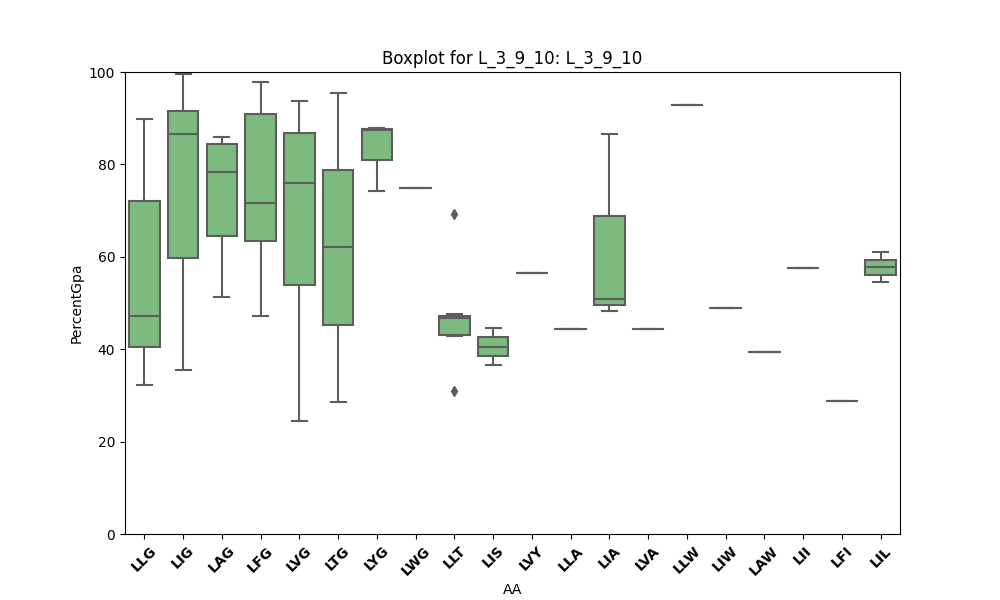 Boxplot for L_3_9_10: L_3_9_10
100
80
60
40
20
0
PercentGpa
LLG LIG LAG LFG LVG LTG LYG LWG LLT LIS LVY LLA LIA LVA LLW LIW LAW LII LFI LIL
AA